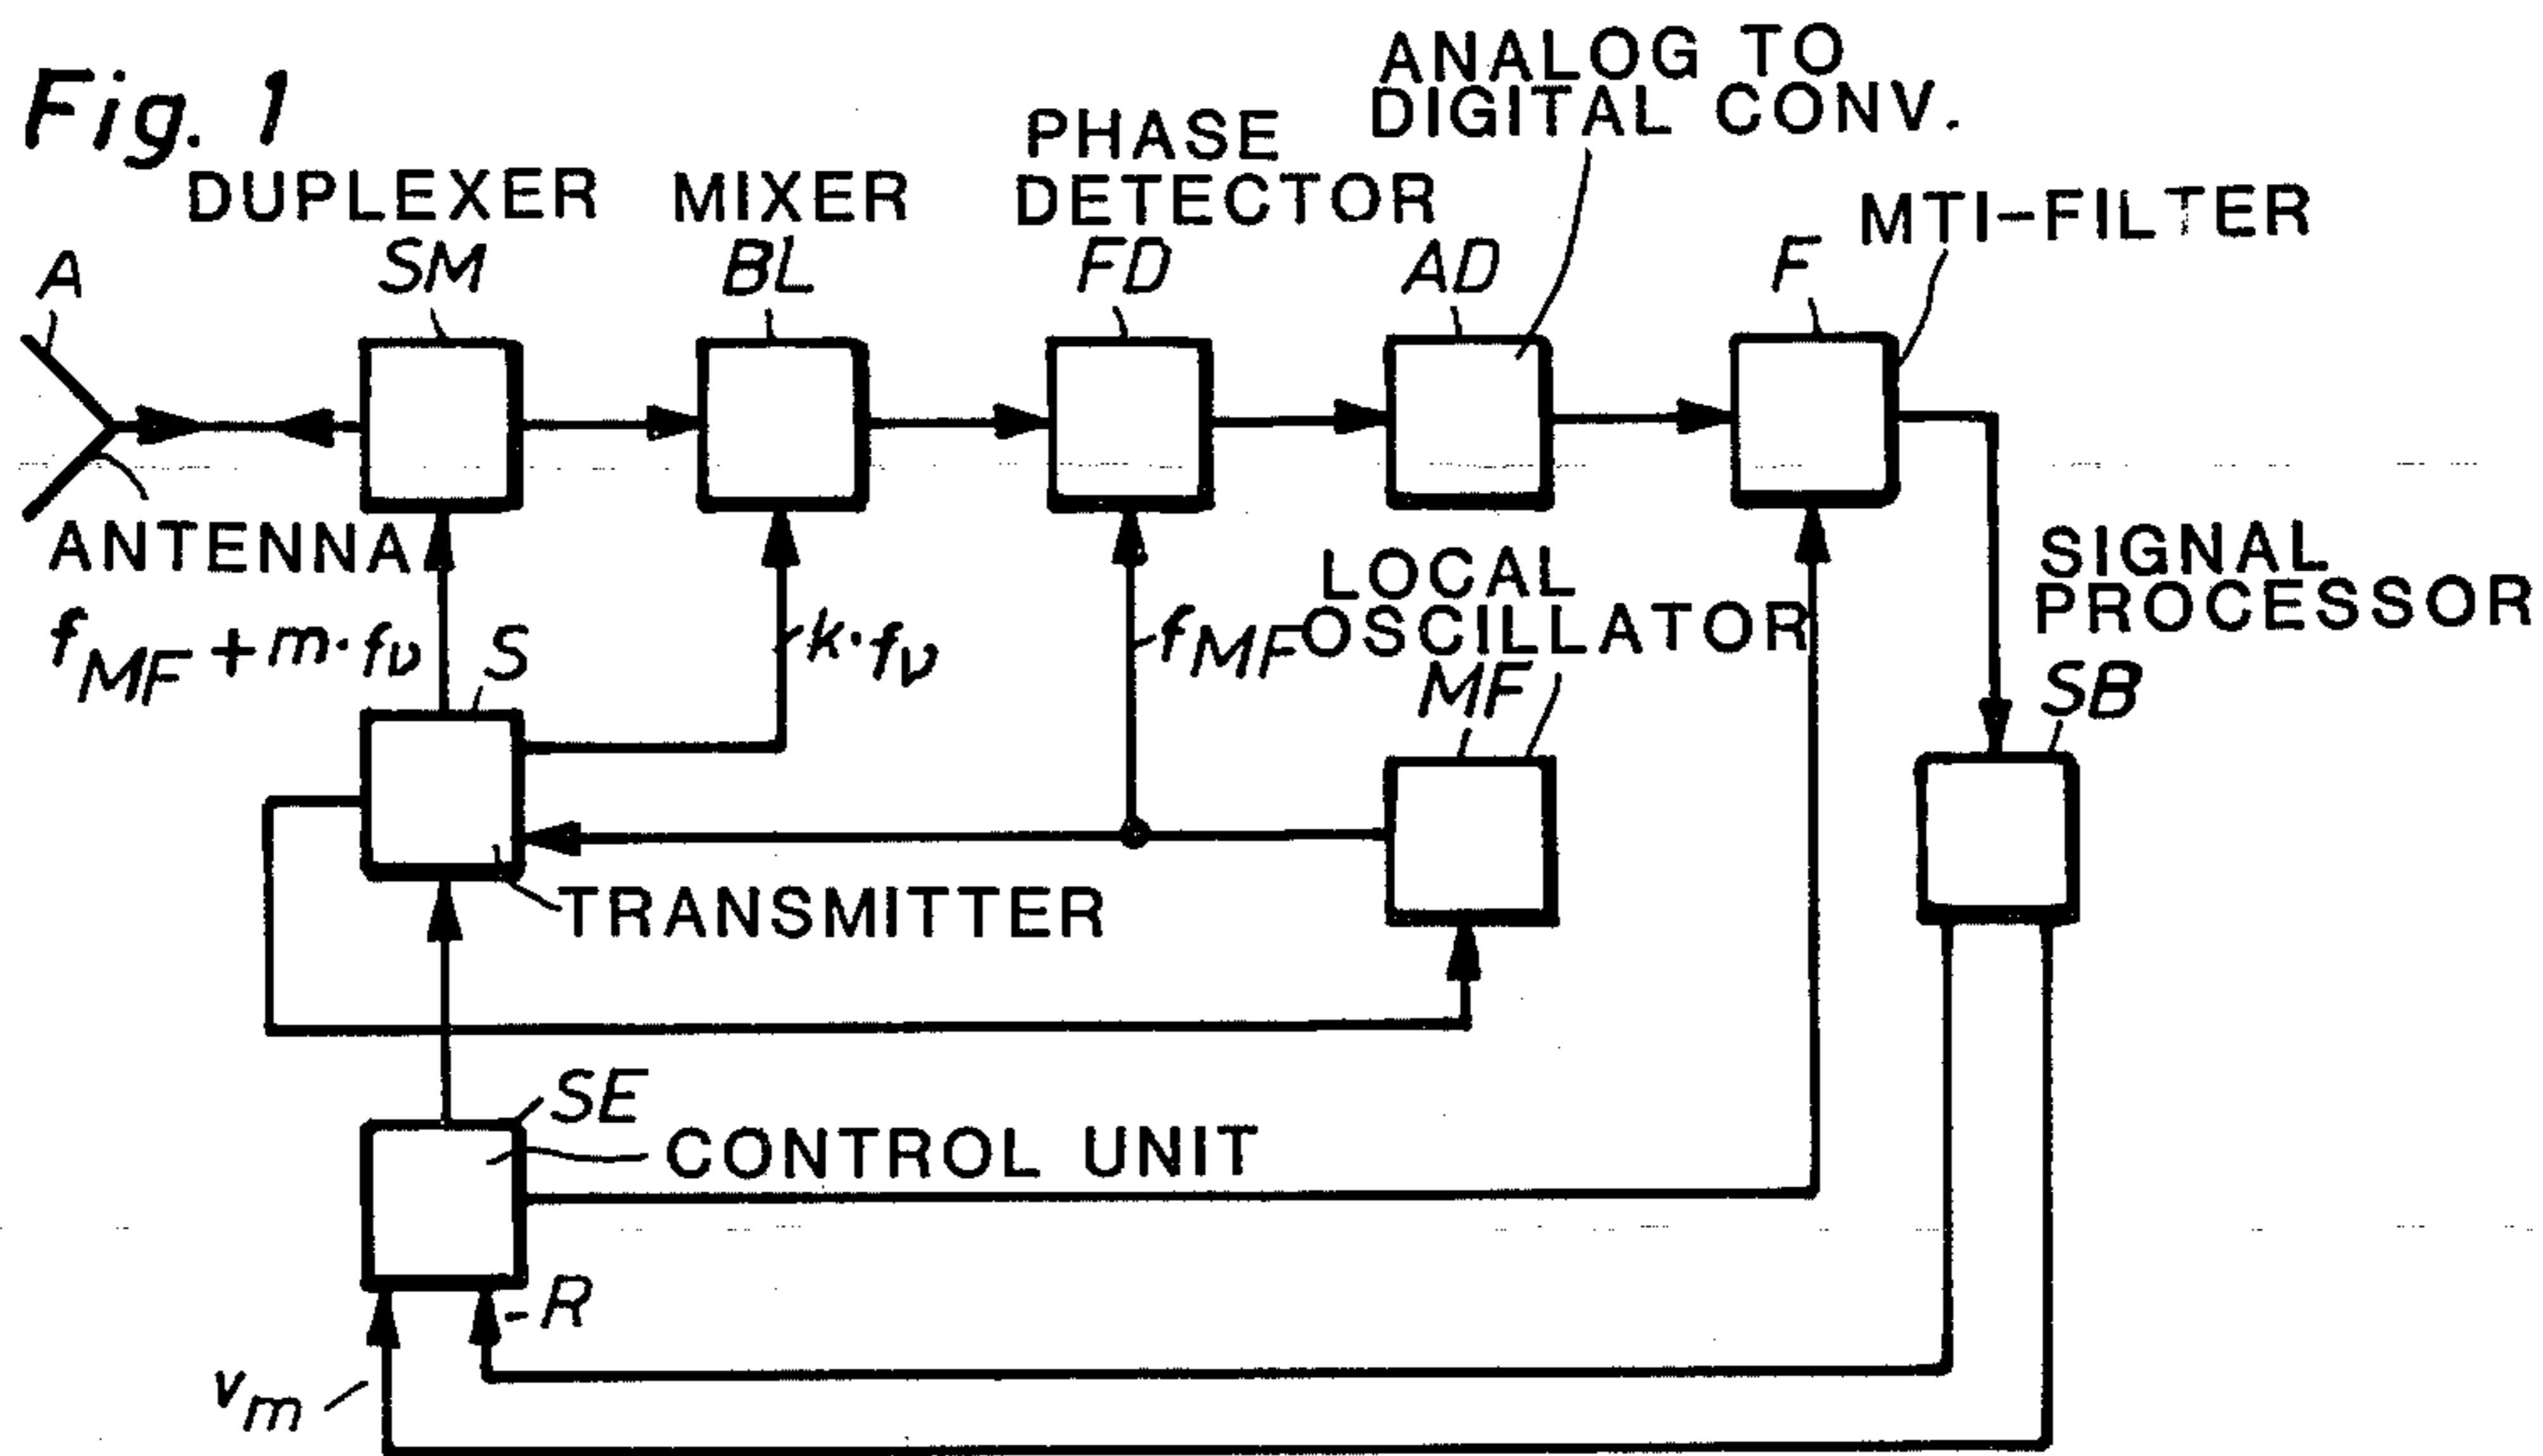 Fig. 1
ANALOG TO
DIGITAL CONV.
PHASE
DETECTOR
DUPLEXER
MIXER
MTI-FILTER
A
SM
BL
FD
AD
F
ANTENNA
LOCAL
OSCILLATOR
SIGNAL
PROCESSOR
f_MF + m · f_ν
S
k · f_ν
f_MF
MF
SB
TRANSMITTER
SE
CONTROL UNIT
R
v_m